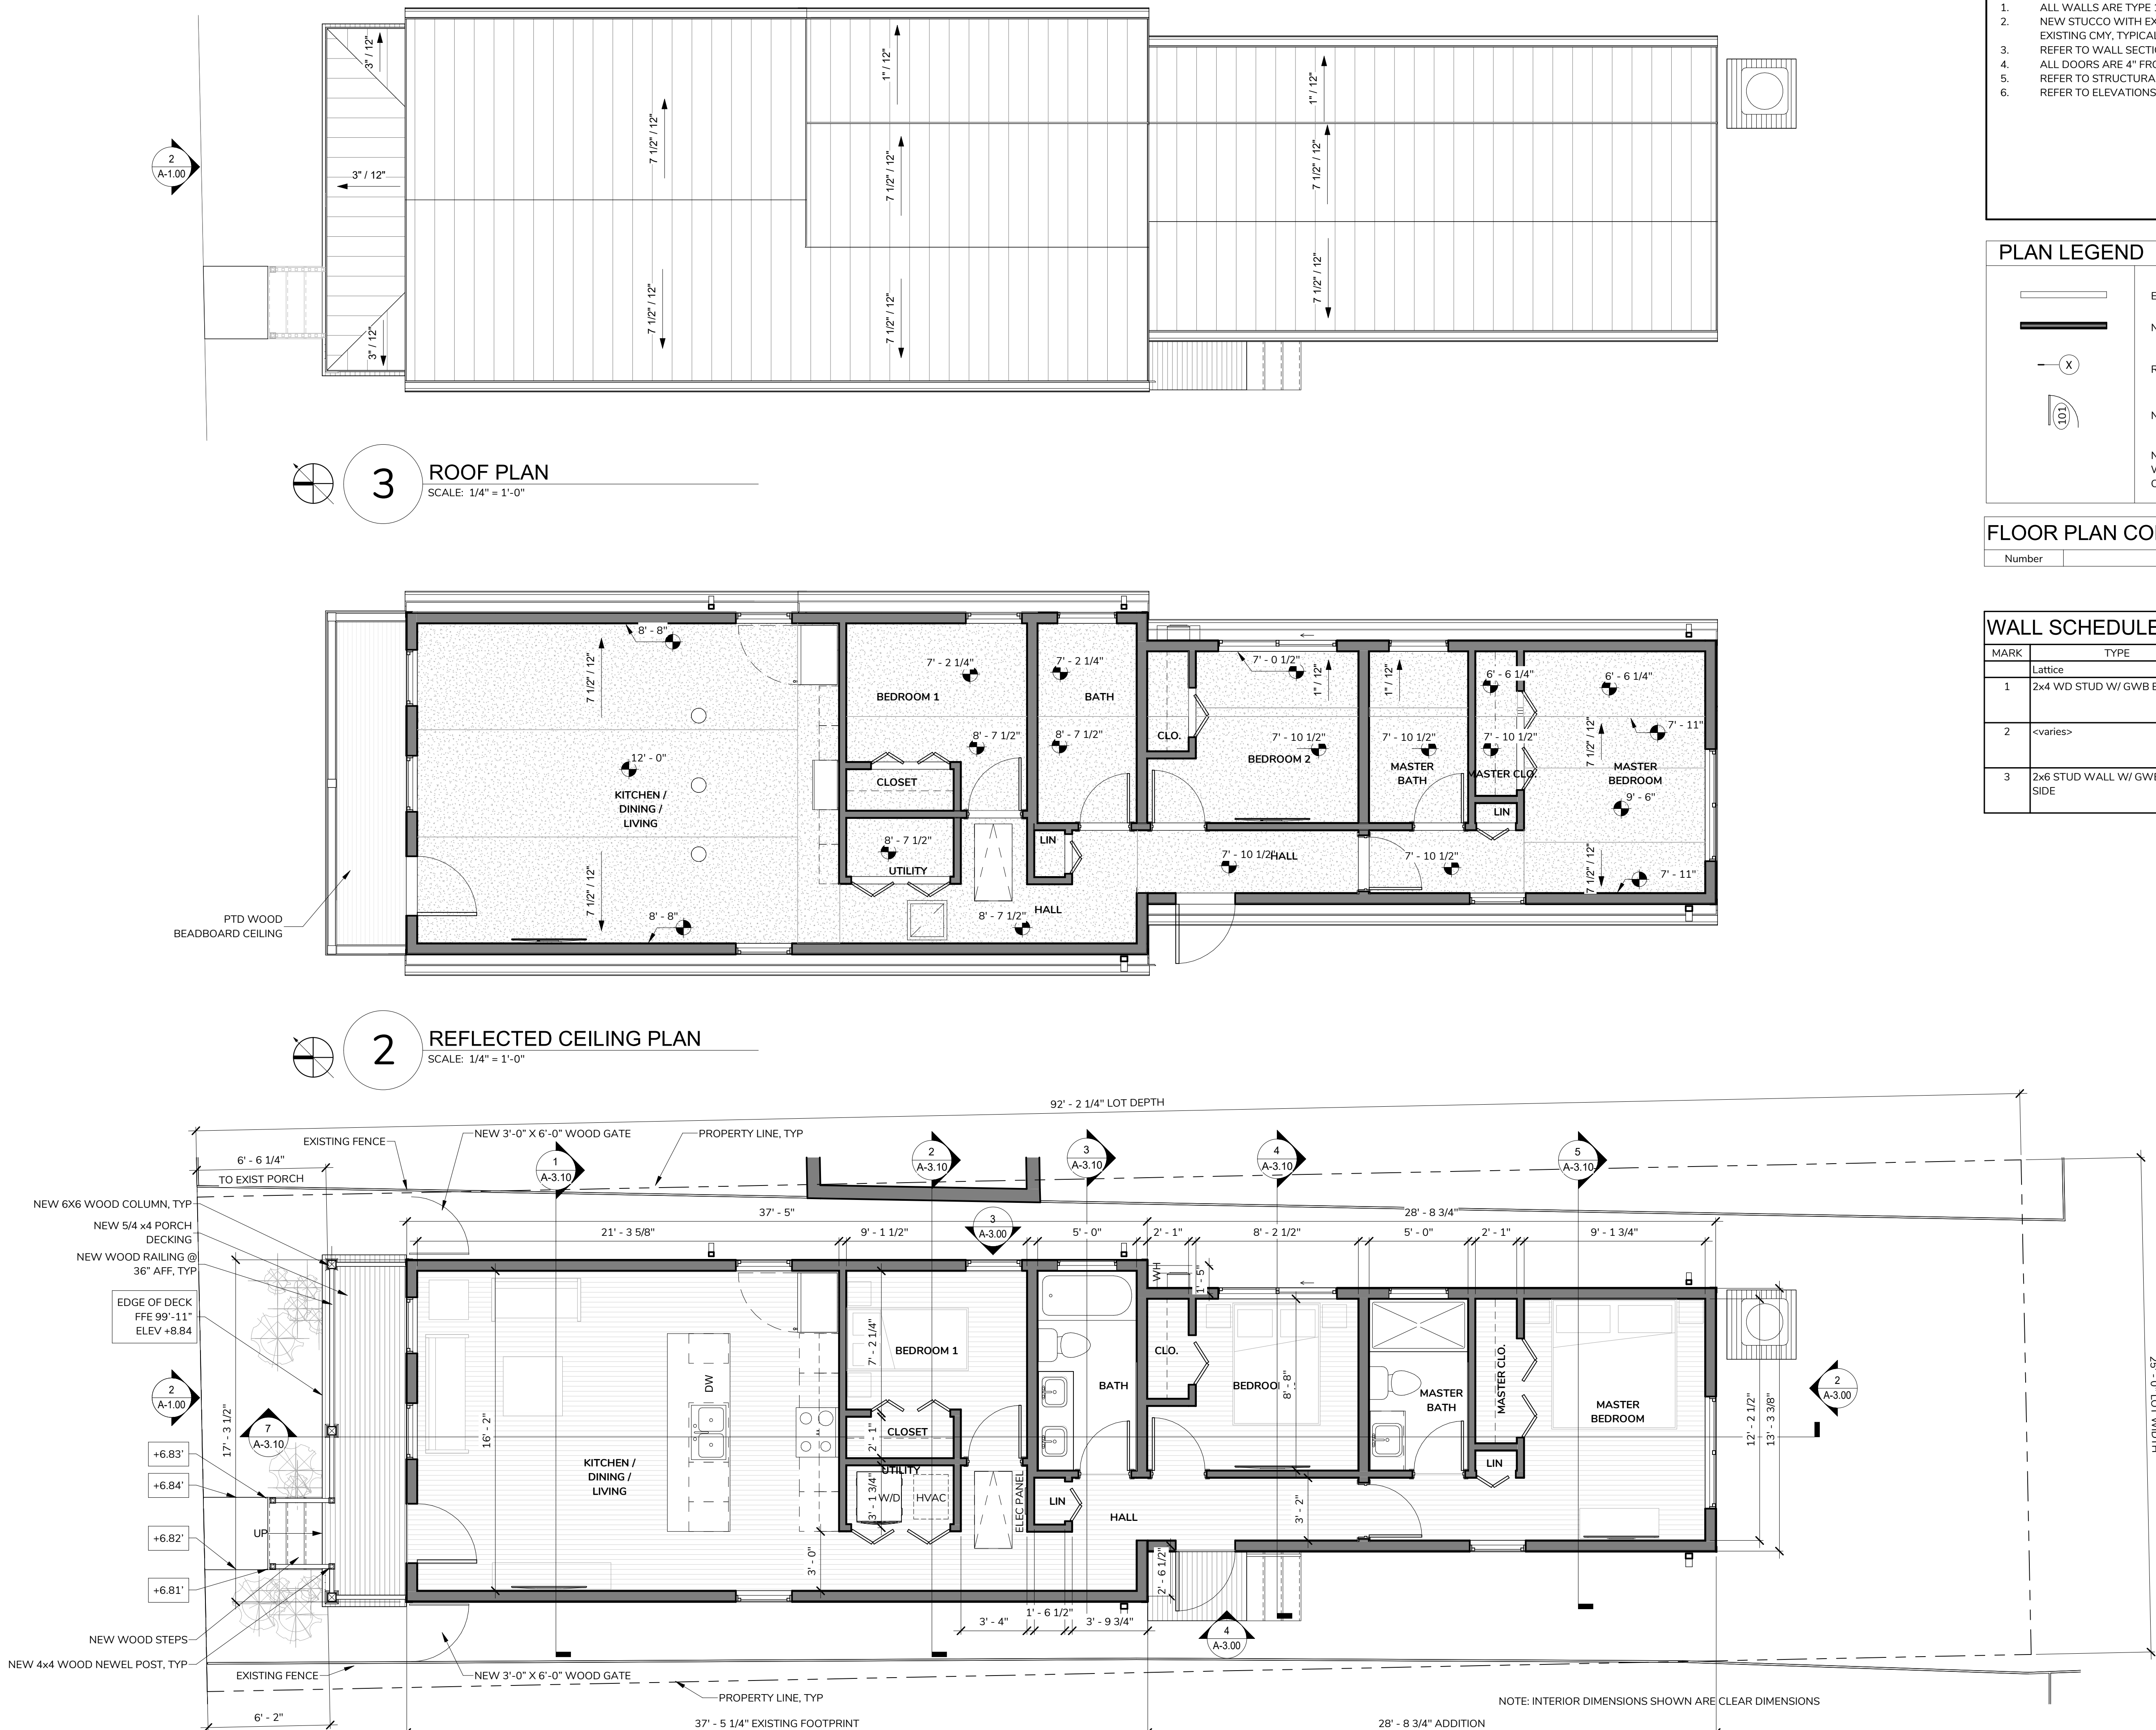 3" / 12"
7 1/2" / 12"
1" / 12"
7 1/2" / 12"
1" / 12"
7 1/2" / 12"
3" / 12"
7 1/2" / 12"
3" / 12"
7 1/2" / 12"
7 1/2" / 12"
2
A-1.00
3
ROOF PLAN
SCALE: 1/4" = 1'-0"
1. ALL WALLS ARE TYPE
2. NEW STUCCO WITH
EXISTING CMY, TYPICAL
3. REFER TO WALL
4. ALL DOORS ARE 4"
5. REFER TO
6. REFER TO ELEVATIONS
PLAN LEGEND
X
101
FLOOR PLAN
Number
WALL SCHEDULE
MARK TYPE
Lattice
1 2x4 WD STUD W/ GWB
2 <varies>
3 2x6 STUD WALL W/
SIDE
8' - 8"
7 1/2" / 12"
12' - 0"
KITCHEN /
DINING /
LIVING
7 1/2" / 12"
8' - 8"
7' - 2 1/4"
BEDROOM 1
8' - 7 1/2"
CLOSET
8' - 7 1/2"
UTILITY
7' - 2 1/4"
BATH
8' - 7 1/2"
LIN
HALL
8' - 7 1/2"
CLO.
7' - 0 1/2"
1" / 12"
7' - 10 1/2"
BEDROOM 2
1" / 12"
7' - 10 1/2"
MASTER
BATH
6' - 6 1/4"
7' - 10 1/2"
MASTER CLO.
LIN
6' - 6 1/4"
7' - 11"
7 1/2" / 12"
MASTER
BEDROOM
9' - 6"
7' - 10 1/2"
HALL
7' - 10 1/2"
7 1/2" / 12"
7' - 11"
PTD WOOD
BEADBOARD CEILING
2
REFLECTED CEILING PLAN
SCALE: 1/4" = 1'-0"
92' - 2 1/4" LOT DEPTH
EXISTING FENCE
NEW 3'-0" X 6'-0" WOOD GATE
PROPERTY LINE, TYP
6' - 6 1/4"
TO EXIST PORCH
1
A-3.10
2
A-3.10
3
A-3.10
4
A-3.10
5
A-3.10
NEW 6X6 WOOD COLUMN, TYP
NEW 5/4 x4 PORCH
DECKING
NEW WOOD RAILING @
36" AFF, TYP
EDGE OF DECK
FFE 99'-11"
ELEV +8.84
37' - 5"
28' - 8 3/4"
21' - 3 5/8"
9' - 1 1/2"
3
A-3.00
5' - 0"
2' - 1"
8' - 2 1/2"
5' - 0"
2' - 1"
9' - 1 3/4"
WH
1' - 5"
2
A-1.00
7
A-3.10
17' - 3 1/2"
+6.83'
+6.84'
+6.82'
+6.81'
UP
16' - 2"
KITCHEN /
DINING /
LIVING
DW
7' - 2 1/4"
BEDROOM 1
2' - 1"
CLOSET
UTILITY
3' - 1 3/4"
W/D
HVAC
3' - 0"
ELEC PANEL
BATH
LIN
HALL
CLO.
8' - 8"
3' - 2"
MASTER
BATH
MASTER CLO.
LIN
MASTER
BEDROOM
12' - 2 1/2"
13' - 3 3/8"
2
A-3.00
25' - 0" LOT WIDTH
2' - 6 1/2"
3' - 4"
1' - 6 1/2"
3' - 9 3/4"
4
A-3.00
NEW WOOD STEPS
NEW 4x4 WOOD NEWEL POST, TYP
EXISTING FENCE
NEW 3'-0" X 6'-0" WOOD GATE
PROPERTY LINE, TYP
NOTE: INTERIOR DIMENSIONS SHOWN ARE CLEAR DIMENSIONS
6' - 2"
37' - 5 1/4" EXISTING FOOTPRINT
28' - 8 3/4" ADDITION